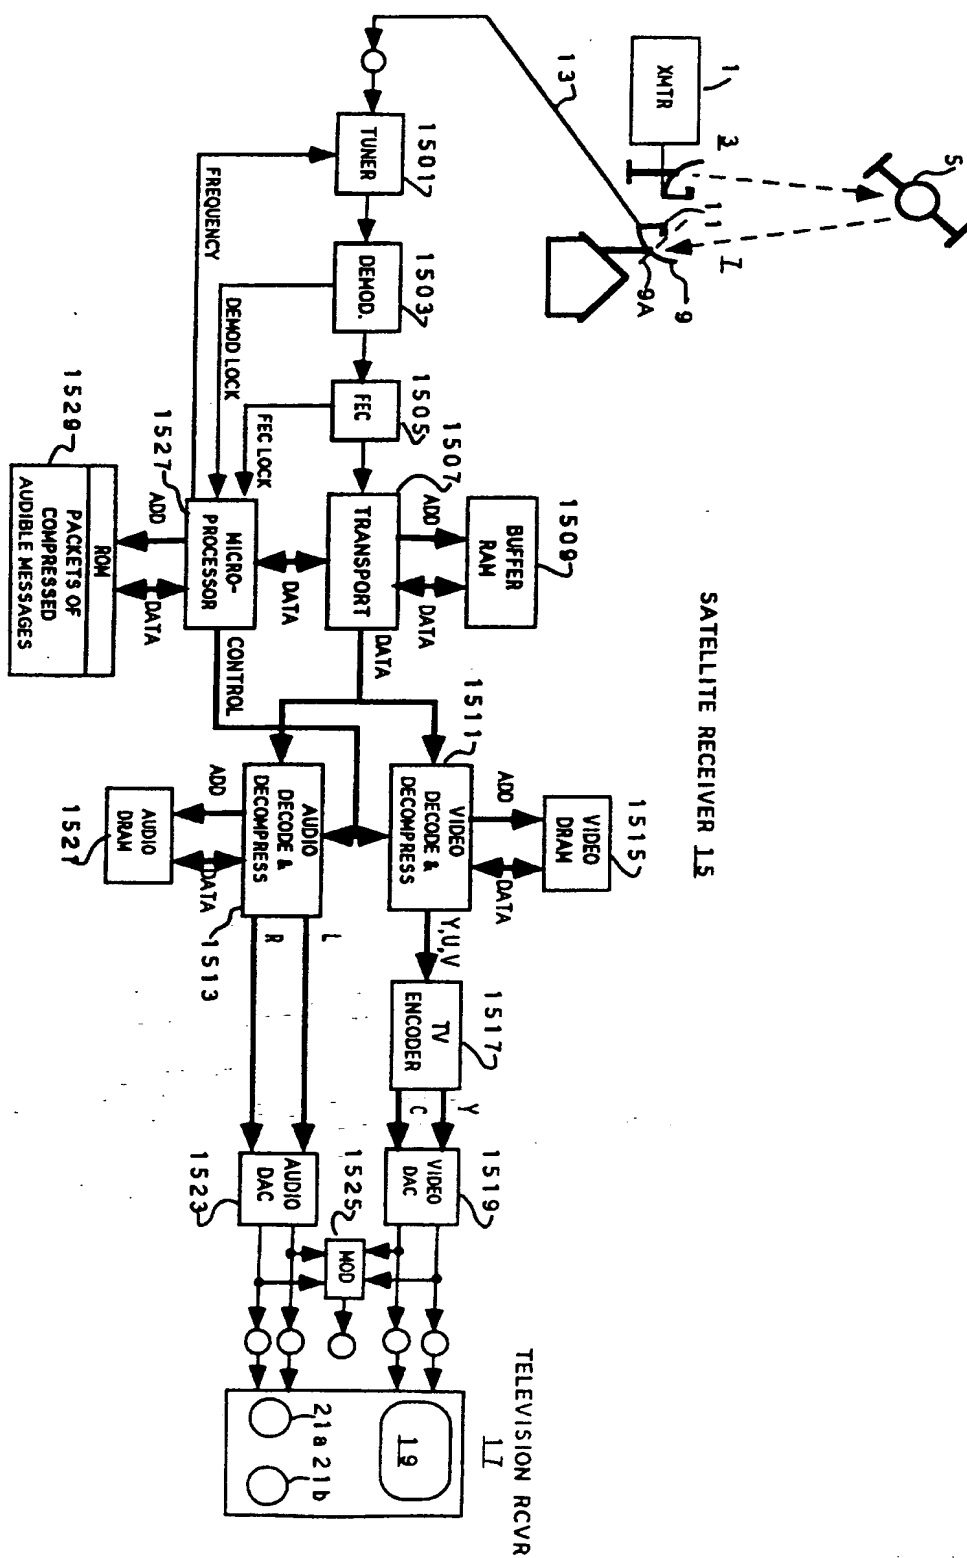 SATELLITE RECEIVER 15
1
XMTR
3
5
7
9
9A
11
13
1501
TUNER
FREQUENCY
1503
DEMOD.
DEMOD LOCK
1505
FEC
FEC LOCK
1507
TRANSPORT
ADD
DATA
1509
BUFFER
RAM
DATA
DATA
1527
MICRO-
PROCESSOR
CONTROL
ADD
DATA
1529
ROM
PACKETS OF
COMPRESSED
AUDIBLE MESSAGES
1511
VIDEO
DECODE &
DECOMPRESS
ADD
DATA
1515
VIDEO
DRAM
Y,U,V
1517
TV
ENCODER
Y
C
1519
VIDEO
DAC
AUDIO
DECODE &
DECOMPRESS
1513
ADD
DATA
AUDIO
DRAM
1521
L
R
AUDIO
DAC
1523
1525
MOD
TELEVISION RCVR
17
19
21a 21b